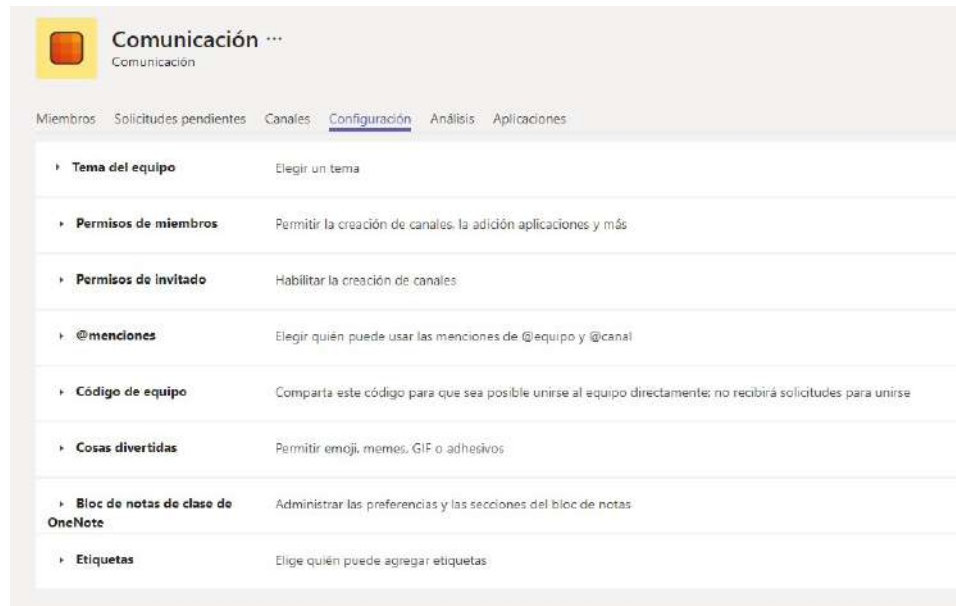 Comunicación ...
Comunicación
Miembros Solicitudes pendientes Canales Configuración Análisis Aplicaciones
Tema del equipo Elegir un tema
Permisos de miembros Permitir la creación de canales, la adición aplicaciones y más
Permisos de invitado Habilitar la creación de canales
@menciones Elegir quién puede usar las menciones de @equipo y @canal
Código de equipo Comparta este código para que sea posible unirse al equipo directamente; no recibirá solicitudes para unirse
Cosas divertidas Permitir emoji, memes, GIF o adhesivos
Bloc de notas de clase de Administrar las preferencias y las secciones del bloc de notas
OneNote
Etiquetas Elige quién puede agregar etiquetas